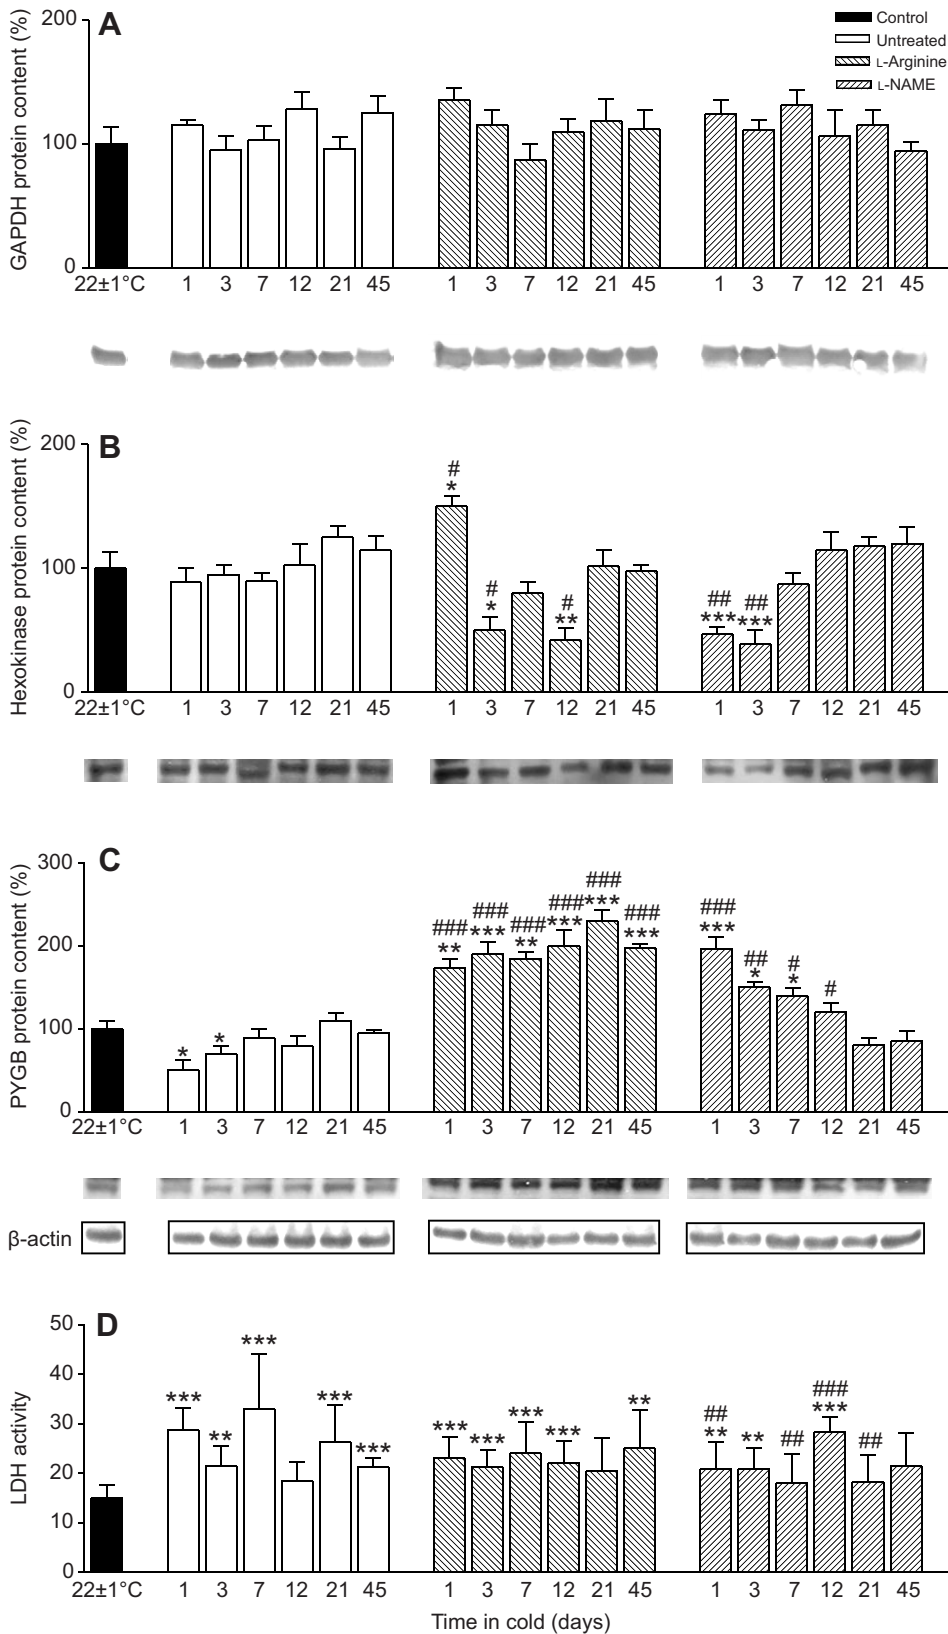 A
Control
Untreated
L-Arginine
L-NAME
GAPDH protein content (%)
200
100
0
22±1°C 1 3 7 12 21 45 1 3 7 12 21 45 1 3 7 12 21 45
B
Hexokinase protein content (%)
200
100
0
# # # ## ##
* * ** *** ***
22±1°C 1 3 7 12 21 45 1 3 7 12 21 45 1 3 7 12 21 45
C
PYGB protein content (%)
300
200
100
0
* * ### ### ### ### ### ### ### ## # #
** *** ** *** *** *** *** * *
22±1°C 1 3 7 12 21 45 1 3 7 12 21 45 1 3 7 12 21 45
β-actin
D
LDH activity
50
40
30
20
10
0
## ## ### ##
*** ** *** *** *** *** *** *** *** ** ** ** ***
22±1°C 1 3 7 12 21 45 1 3 7 12 21 45 1 3 7 12 21 45
Time in cold (days)